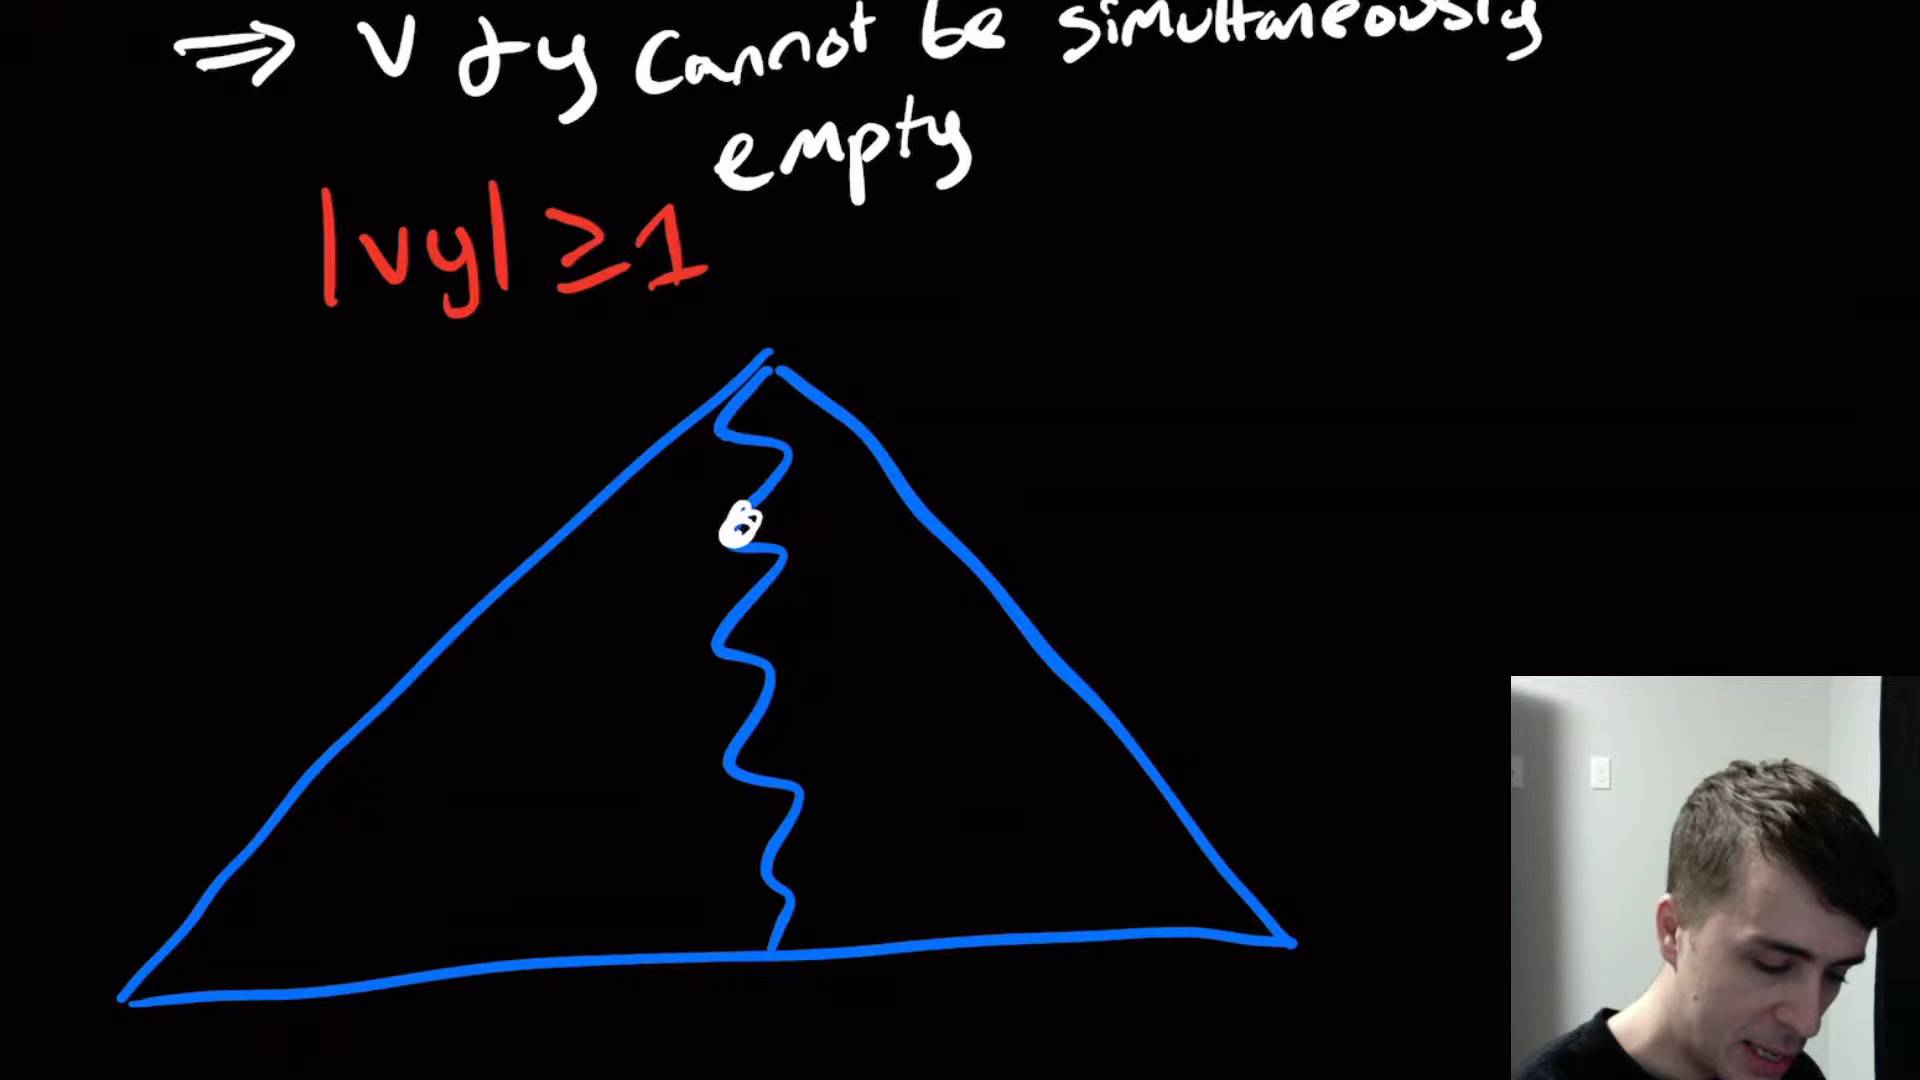 ⇒ v & y cannot be simultaneously
empty
|vy| ≥ 1